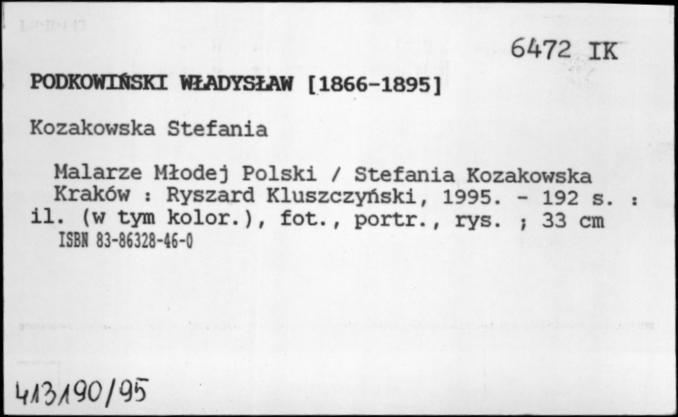 6472 IK
PODKOWIŃSKI WŁADYSŁAW [1866-1895]
Kozakowska Stefania
Malarze Młodej Polski / Stefania Kozakowska
Kraków : Ryszard Kluszczyński, 1995. - 192 s. :
il. (w tym kolor.), fot., portr., rys. ; 33 cm
ISBN 83-86328-46-0
413190/95